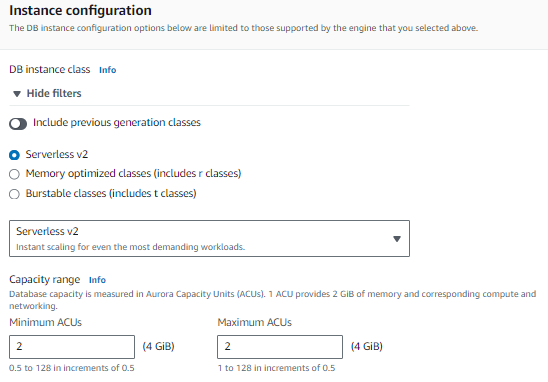 Instance configuration
The DB instance configuration options below are limited to those supported by the engine that you selected above.
DB instance class Info
Hide filters
Include previous generation classes
Serverless v2
Memory optimized classes (includes r classes)
Burstable classes (includes t classes)
Serverless v2
Instant scaling for even the most demanding workloads.
Capacity range Info
Database capacity is measured in Aurora Capacity Units (ACUs). 1 ACU provides 2 GiB of memory and corresponding compute and
networking.
Minimum ACUs Maximum ACUs
2 (4 GiB) 2 (4 GiB)
0.5 to 128 in increments of 0.5 1 to 128 in increments of 0.5